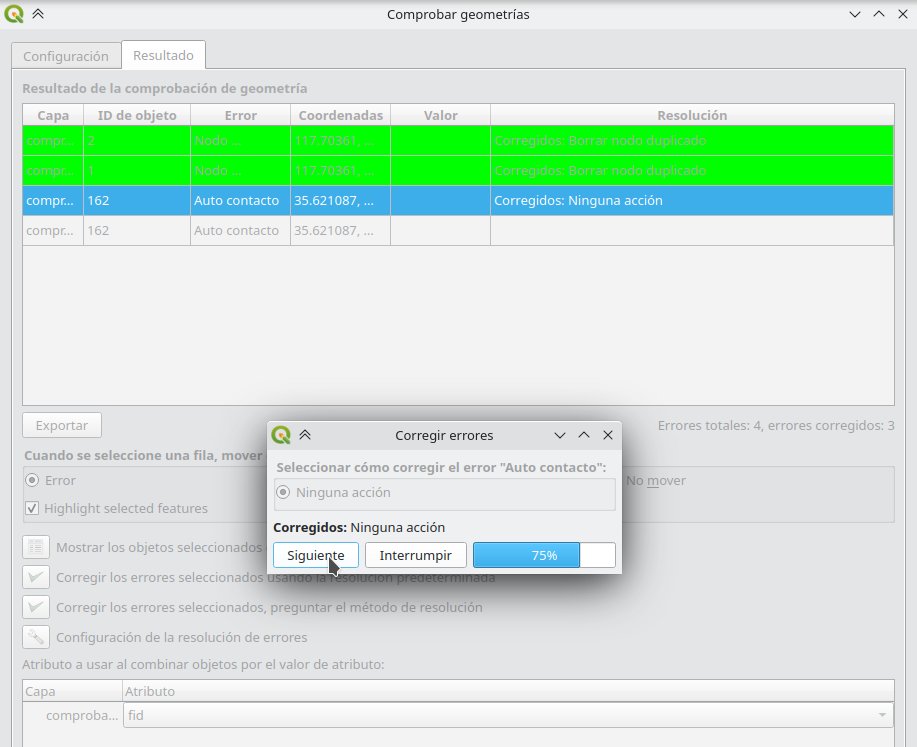 Comprobar geometrías
Configuración Resultado
Resultado de la comprobación de geometría
Capa ID de objeto Error Coordenadas Valor Resolución
compr... 2 Nodo ... 117.70361, ... Corregidos: Borrar nodo duplicado
compr... 1 Nodo ... 117.70361, ... Corregidos: Borrar nodo duplicado
compr... 162 Auto contacto 35.621087, ... Corregidos: Ninguna acción
compr... 162 Auto contacto 35.621087, ...
Exportar Errores totales: 4, errores corregidos: 3
Cuando se seleccione una fila, mover
Error No mover
Highlight selected features
Corregir errores
Seleccionar cómo corregir el error "Auto contacto":
Ninguna acción
Corregidos: Ninguna acción
Siguiente Interrumpir 75%
Mostrar los objetos seleccionados
Corregir los errores seleccionados usando la resolución predeterminada
Corregir los errores seleccionados, preguntar el método de resolución
Configuración de la resolución de errores
Atributo a usar al combinar objetos por el valor de atributo:
Capa Atributo
comproba... fid